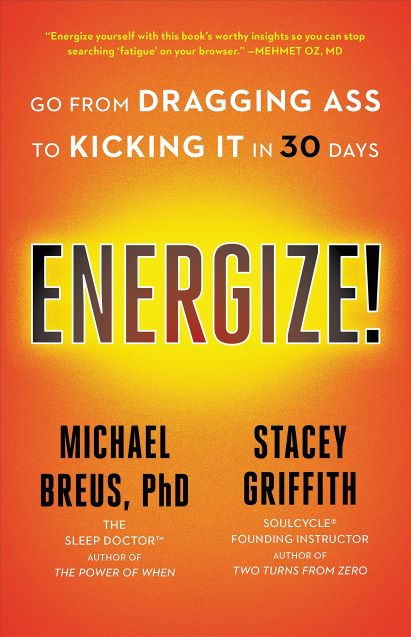 “Energize yourself with this book’s worthy insights so you can stop
searching ‘fatigue’ on your browser.” —MEHMET OZ, MD
GO FROM DRAGGING ASS
TO KICKING IT IN 30 DAYS
ENERGIZE!
MICHAEL
BREUS, PhD
THE
SLEEP DOCTOR™
AUTHOR OF
THE POWER OF WHEN
STACEY
GRIFFITH
SOULCYCLE®
FOUNDING INSTRUCTOR
AUTHOR OF
TWO TURNS FROM ZERO